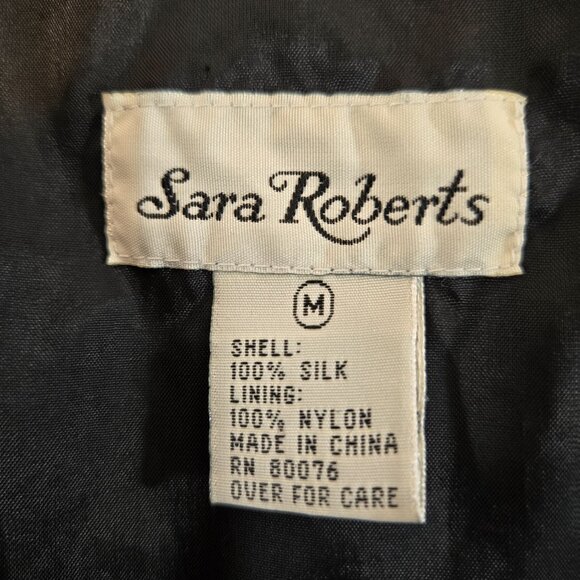 Sara Roberts
M
SHELL:
100% SILK
LINING:
100% NYLON
MADE IN CHINA
RN 80076
OVER FOR CARE